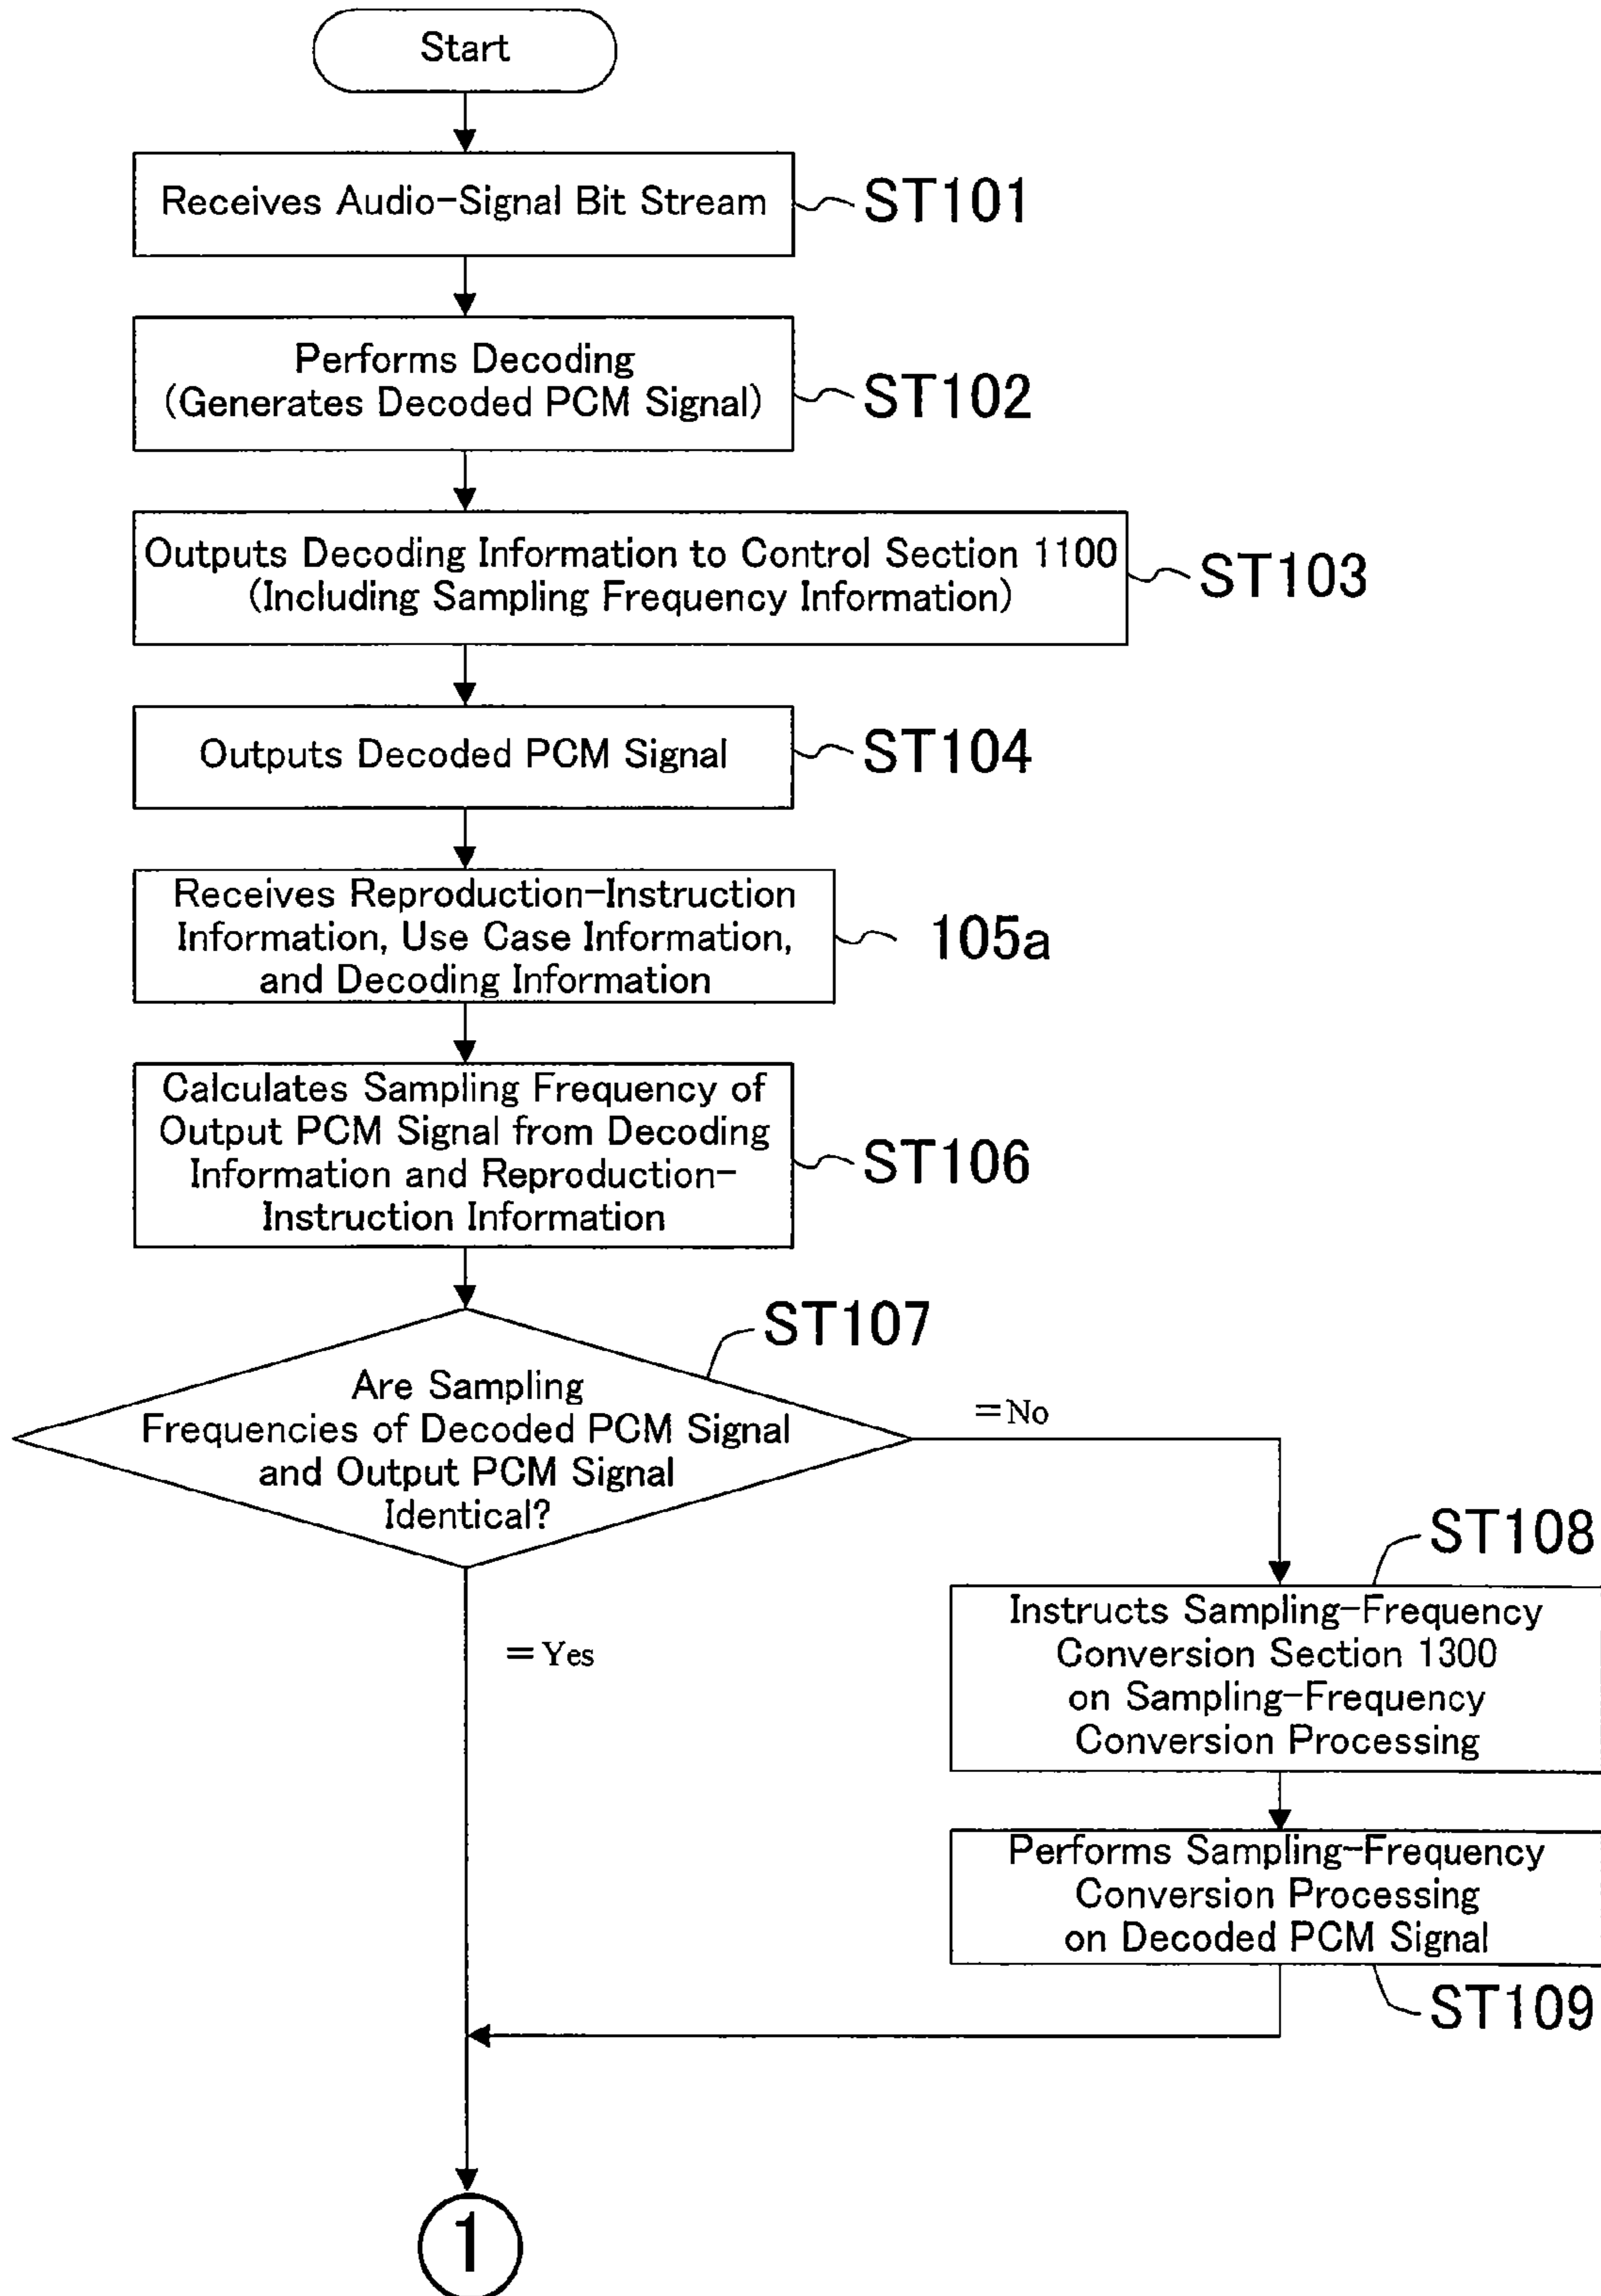 Start
Receives Audio-Signal Bit Stream
ST101
Performs Decoding
(Generates Decoded PCM Signal)
ST102
Outputs Decoding Information to Control Section 1100
(Including Sampling Frequency Information)
ST103
Outputs Decoded PCM Signal
ST104
Receives Reproduction-Instruction
Information, Use Case Information,
and Decoding Information
105a
Calculates Sampling Frequency of
Output PCM Signal from Decoding
Information and Reproduction-
Instruction Information
ST106
ST107
Are Sampling
Frequencies of Decoded PCM Signal
and Output PCM Signal
Identical?
=No
=Yes
ST108
Instructs Sampling-Frequency
Conversion Section 1300
on Sampling-Frequency
Conversion Processing
Performs Sampling-Frequency
Conversion Processing
on Decoded PCM Signal
ST109
1